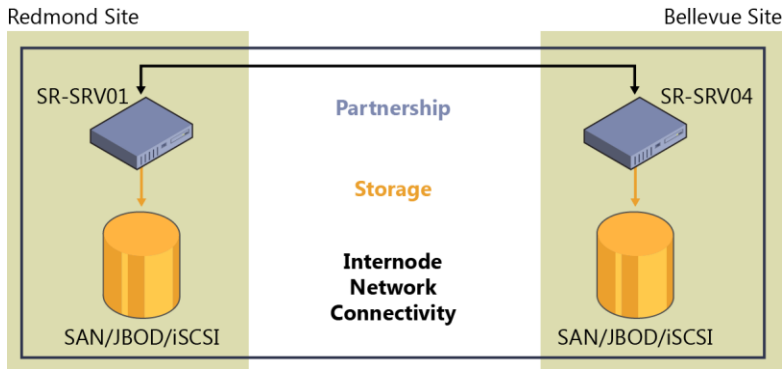 Redmond Site
Bellevue Site
SR-SRV01
SR-SRV04
Partnership
Storage
Internode
Network
Connectivity
SAN/JBOD/iSCSI
SAN/JBOD/iSCSI